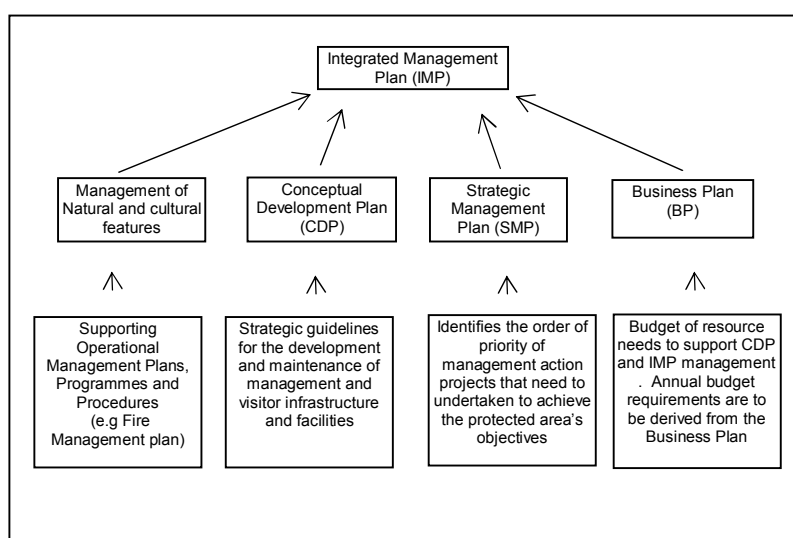 Integrated Management
Plan (IMP)
Management of
Natural and cultural
features
Conceptual
Development Plan
(CDP)
Strategic
Management
Plan (SMP)
Business Plan
(BP)
Supporting
Operational
Management Plans,
Programmes and
Procedures
(e.g Fire
Management plan)
Strategic guidelines
for the development
and maintenance of
management and
visitor infrastructure
and facilities
Identifies the order of
priority of
management action
projects that need to
undertaken to achieve
the protected area’s
objectives
Budget of resource
needs to support CDP
and IMP management
. Annual budget
requirements are to
be derived from the
Business Plan